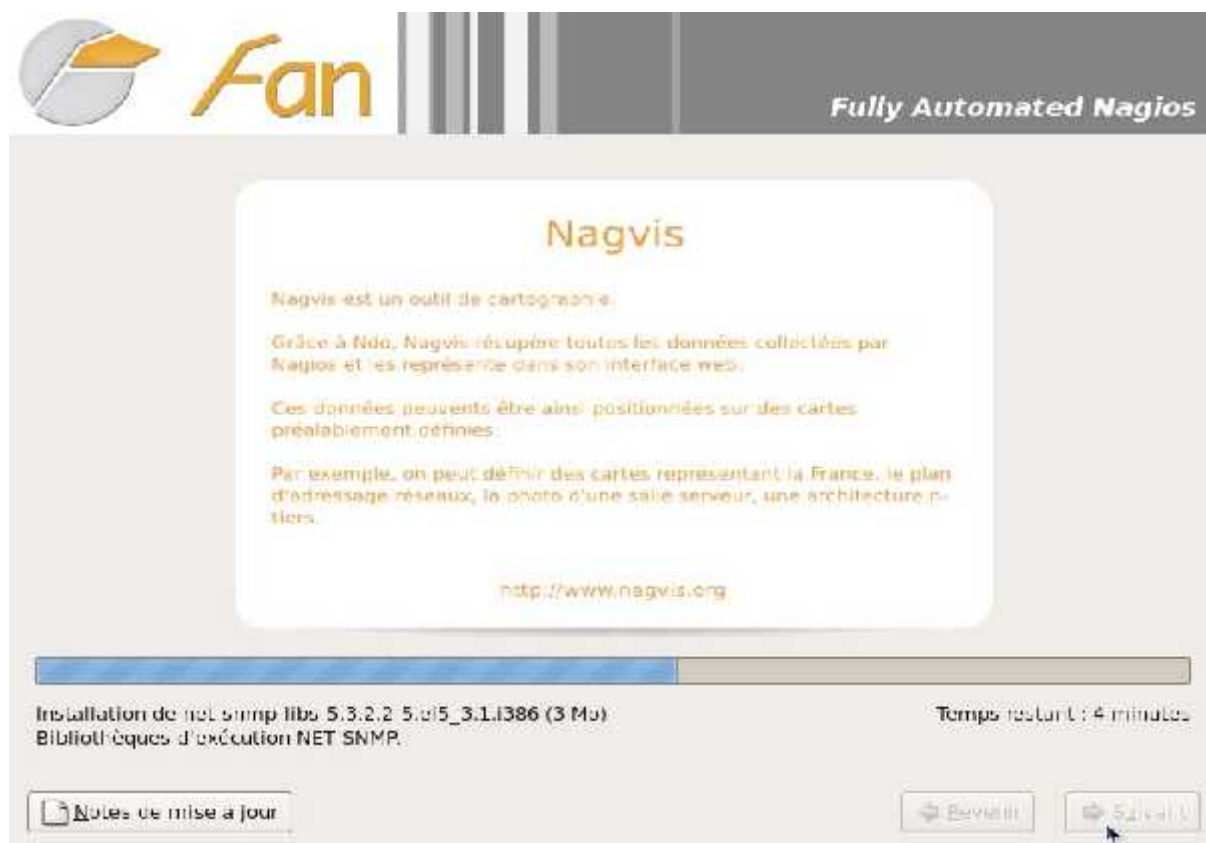 Fan
Fully Automated Nagios
Nagvis
Nagvis est un outil de cartographie.
Grâce à Ndo, Nagvis récupère toutes les données collectées par
Nagios et les représente dans son interface web.
Ces données peuvents être ainsi positionnées sur des cartes
préalablement définies.
Par exemple, on peut définir des cartes représentant la France, le plan
d'adressage réseaux, la photo d'une salle serveur, une architecture n-
tiers.
http://www.nagvis.org
Installation de net-snmp-libs-5.3.2.2-5.el5_3.1.i386 (3 Mo)
Temps restant : 4 minutes
Bibliothèques d'exécution NET SNMP.
Notes de mise à jour
Revenir
Suivant